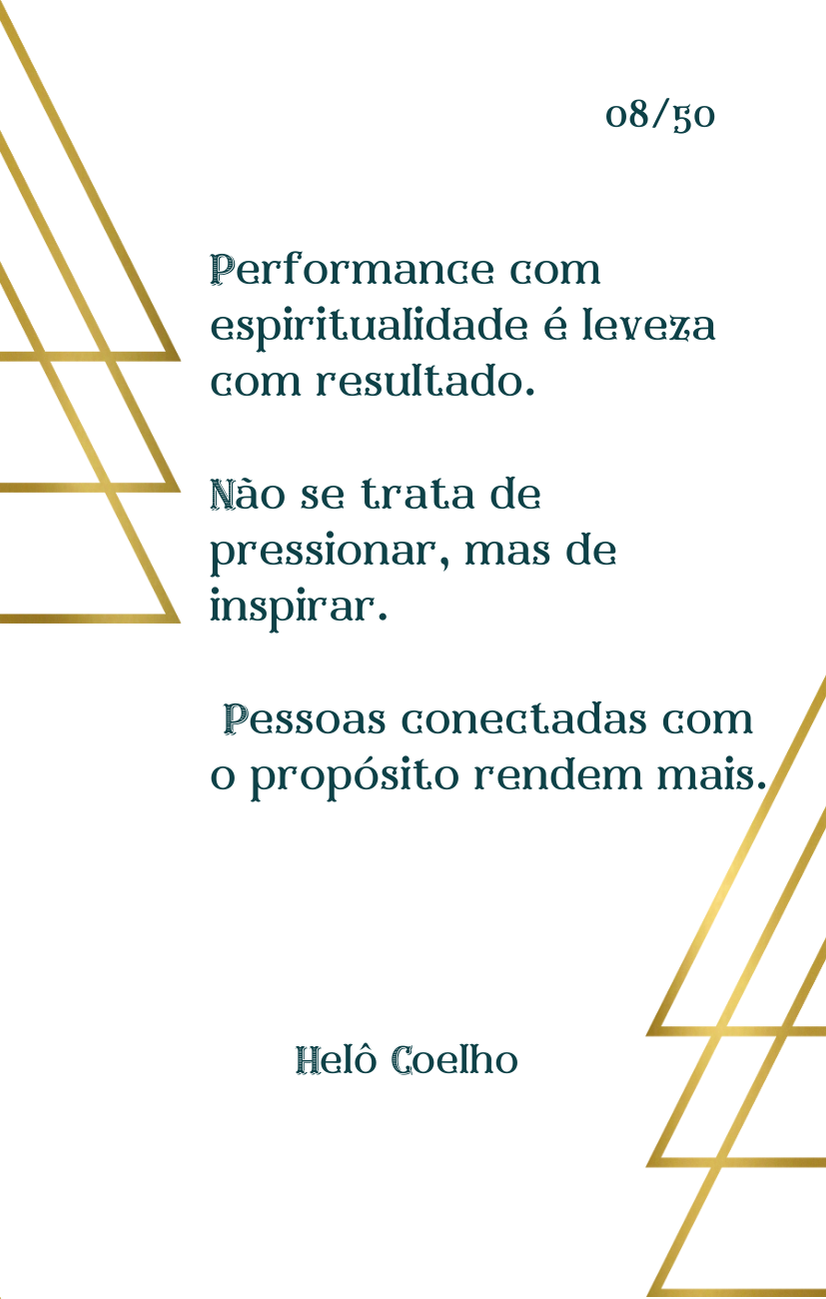 08/50
Performance com
espiritualidade é leveza
com resultado.
Não se trata de
pressionar, mas de
inspirar.
Pessoas conectadas com
o propósito rendem mais.
Helô Coelho